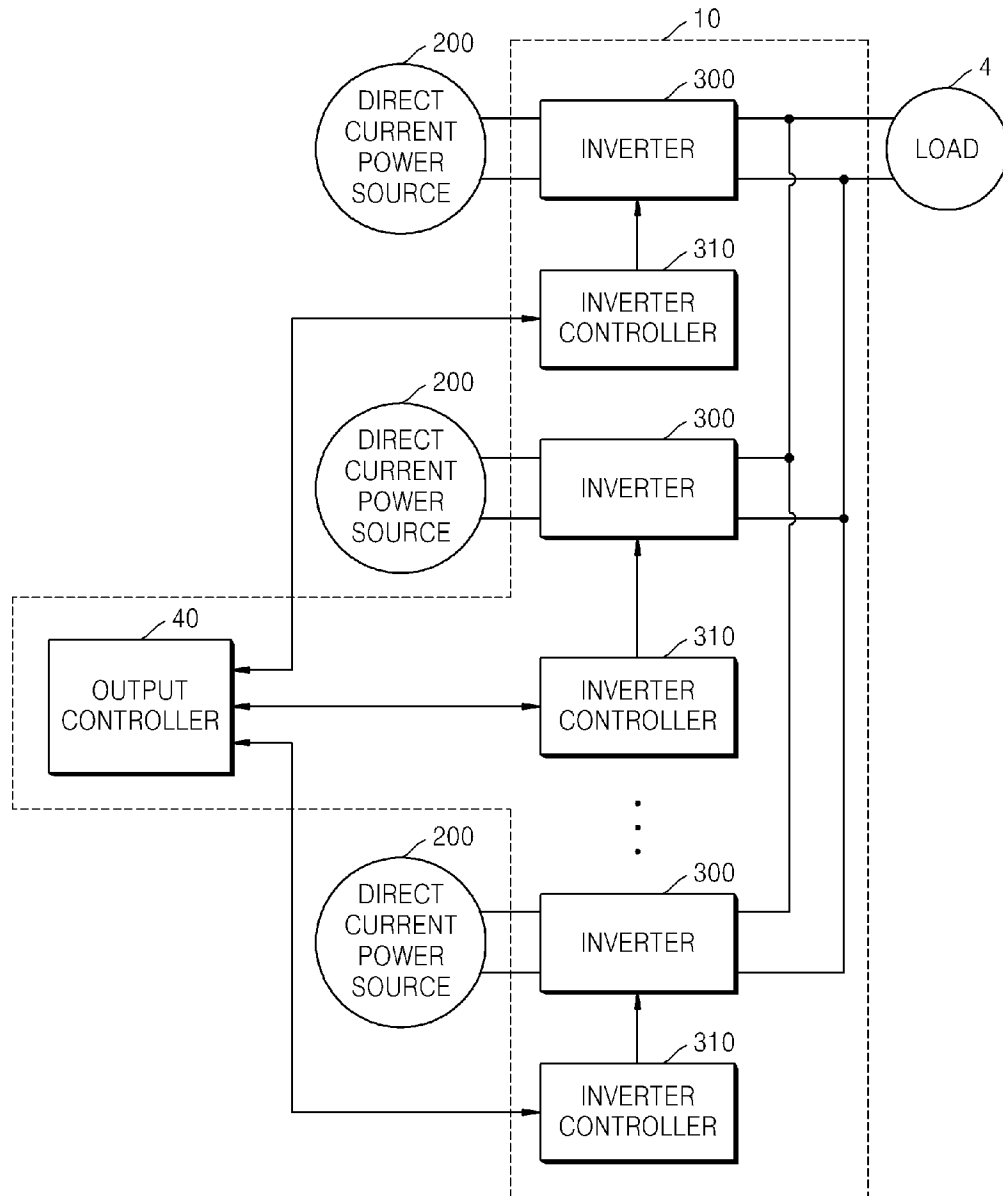 10
200
300
4
DIRECT
CURRENT
POWER
SOURCE
INVERTER
LOAD
310
INVERTER
CONTROLLER
200
300
DIRECT
CURRENT
POWER
SOURCE
INVERTER
40
310
OUTPUT
CONTROLLER
INVERTER
CONTROLLER
200
300
DIRECT
CURRENT
POWER
SOURCE
INVERTER
310
INVERTER
CONTROLLER